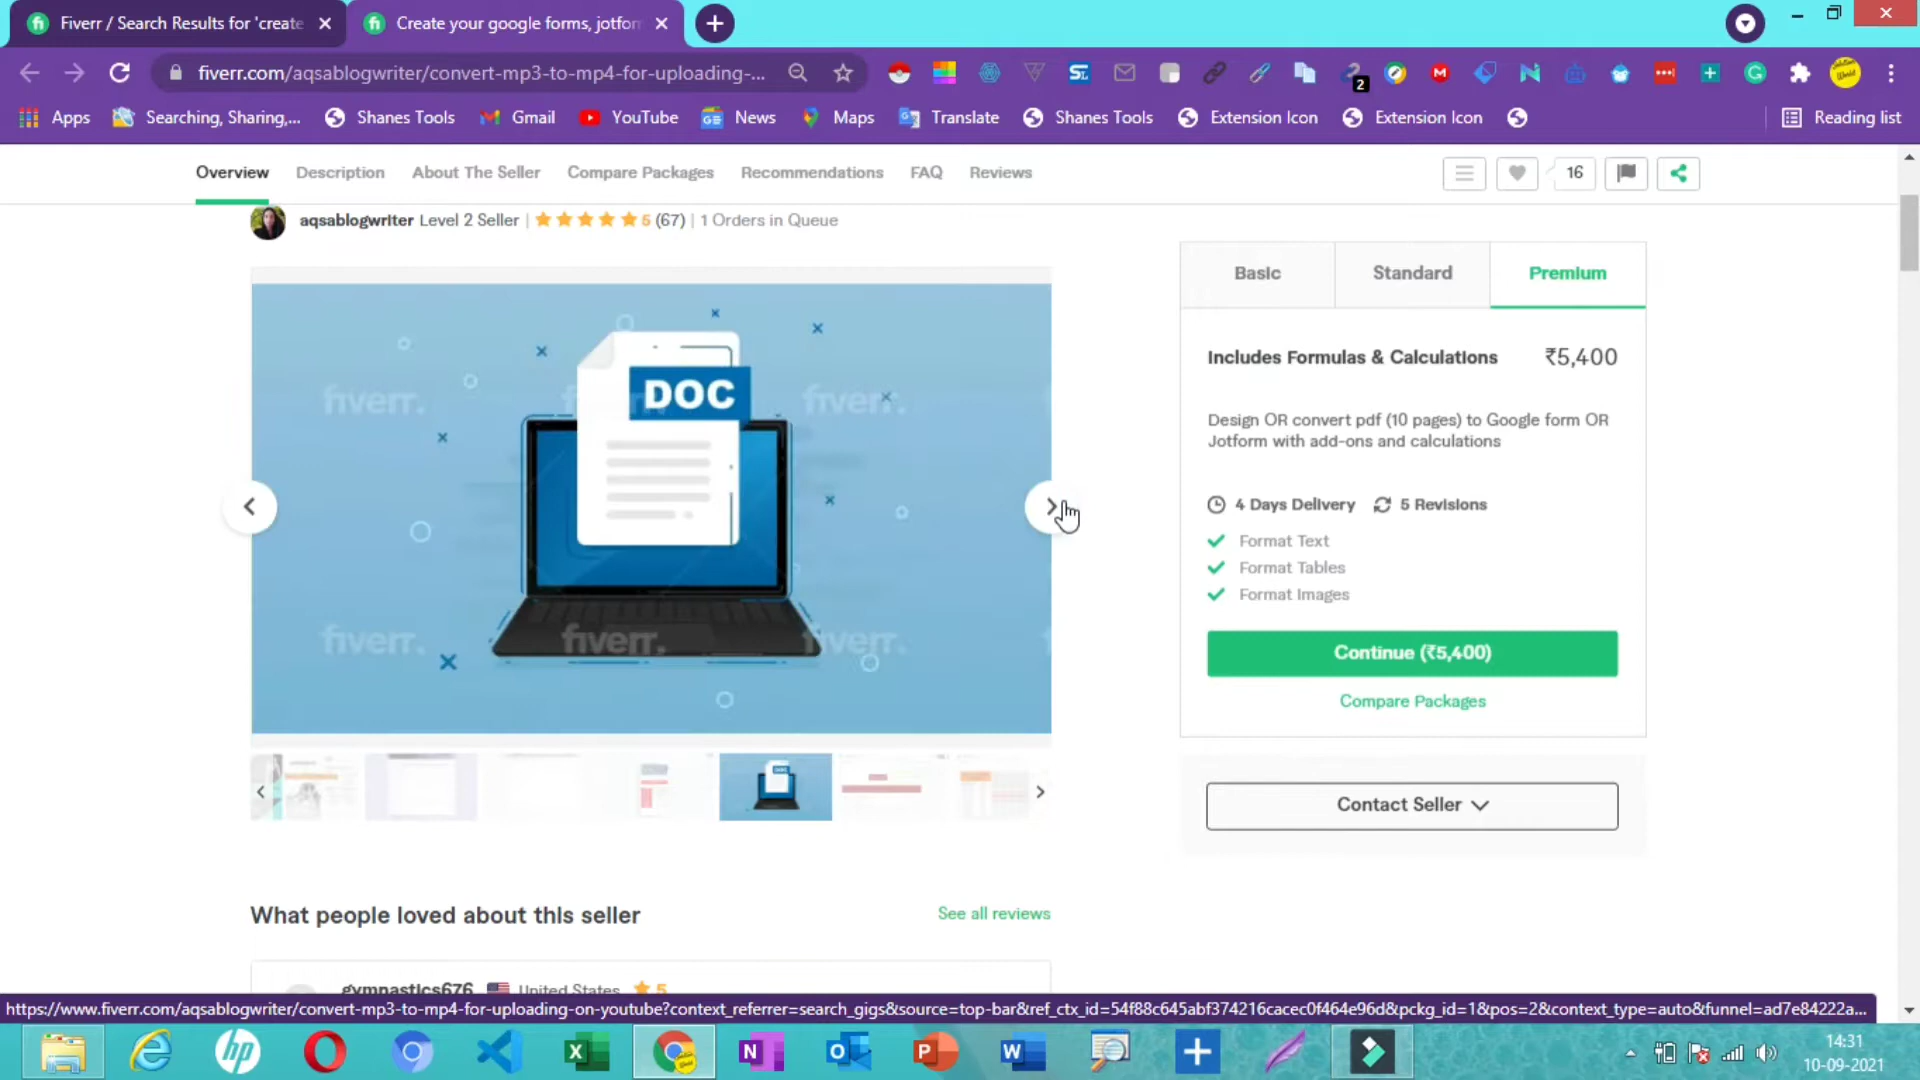 Fiverr / Search Results for 'create
Create your google forms, jotfor
fiverr.com/aqsablogwriter/convert-mp3-to-mp4-for-uploading-...
2
Apps
Searching, Sharing,...
Shanes Tools
Gmail
YouTube
News
Maps
Translate
Shanes Tools
Extension Icon
Extension Icon
Reading list
Overview
Description
About The Seller
Compare Packages
Recommendations
FAQ
Reviews
16
aqsablogwriter Level 2 Seller | 5 (67) | 1 Orders in Queue
Basic
Standard
Premium
Includes Formulas & Calculations ₹5,400
Design OR convert pdf (10 pages) to Google form OR
Jotform with add-ons and calculations
4 Days Delivery 5 Revisions
Format Text
Format Tables
Format Images
Continue (₹5,400)
Compare Packages
Contact Seller
DOC
fiverr.
fiverr.
fiverr.
fiverr.
fiverr.
What people loved about this seller
See all reviews
gymnastics676 United States 5
https://www.fiverr.com/aqsablogwriter/convert-mp3-to-mp4-for-uploading-on-youtube?context_referrer=search_gigs&source=top-bar&ref_ctx_id=54f88c645abf374216cacec0f464e96d&pckg_id=1&pos=2&context_type=auto&funnel=ad7e84222a...
14:31
10-09-2021